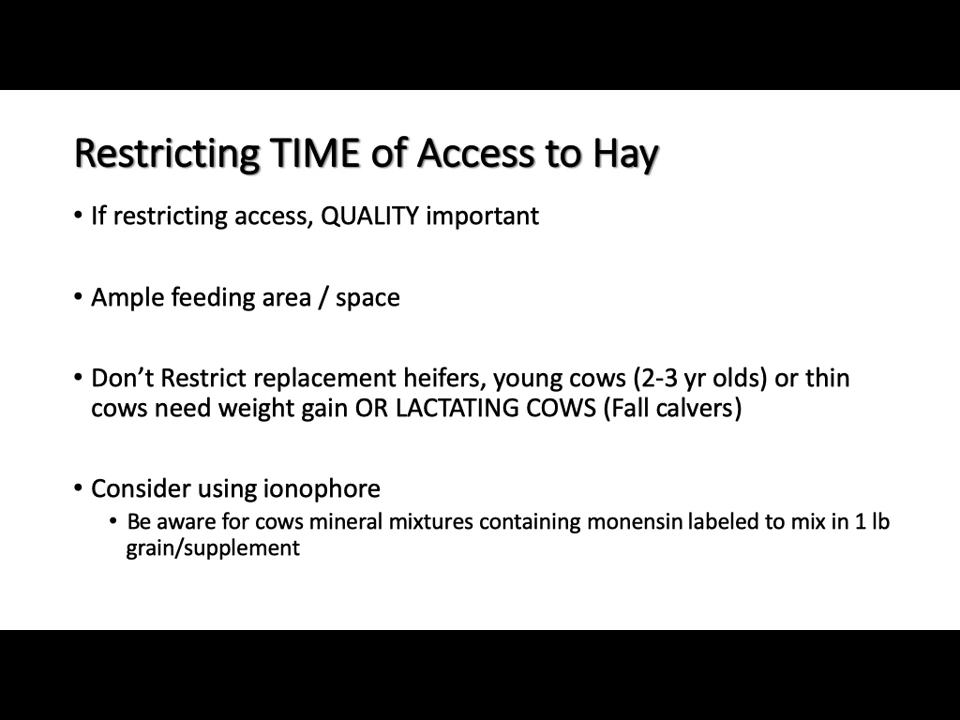 Restricting TIME of Access to Hay
• If restricting access, QUALITY important
• Ample feeding area / space
• Don’t Restrict replacement heifers, young cows (2-3 yr olds) or thin
cows need weight gain OR LACTATING COWS (Fall calvers)
• Consider using ionophore
• Be aware for cows mineral mixtures containing monensin labeled to mix in 1 lb
grain/supplement